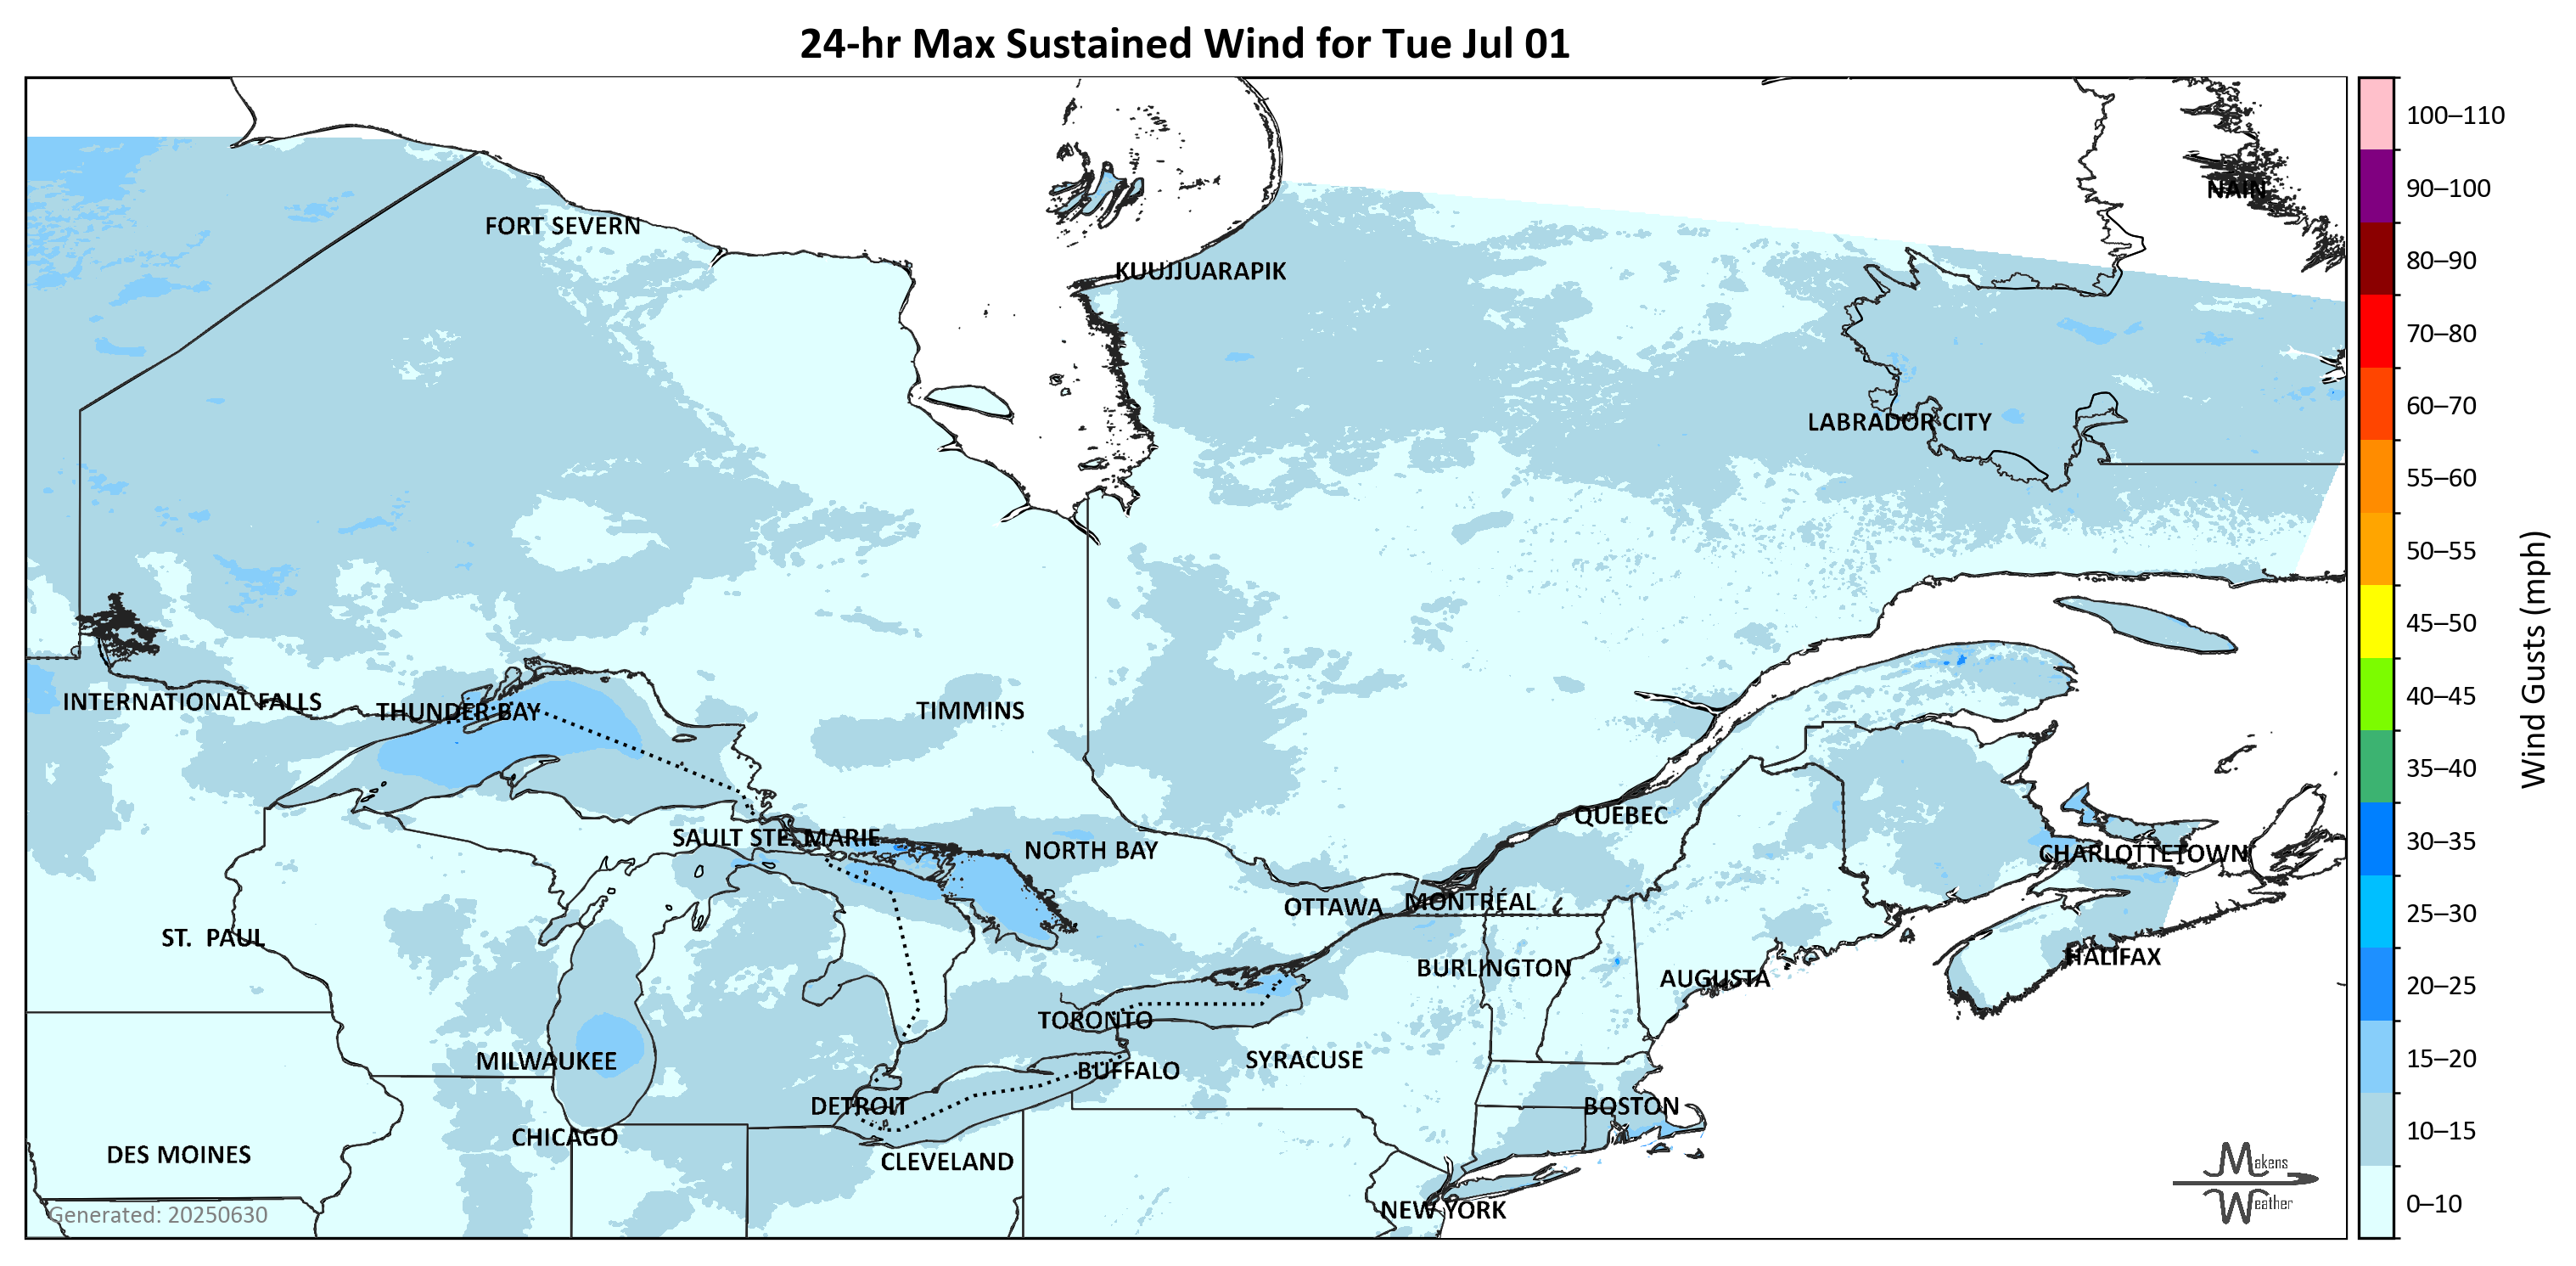 24-hr Max Sustained Wind for Tue Jul 01
100–110
90–100
80–90
70–80
60–70
55–60
50–55
45–50
40–45
35–40
30–35
25–30
20–25
15–20
10–15
0–10
Wind Gusts (mph)
NAIN
FORT SEVERN
KUUJJUARAPIK
LABRADOR CITY
INTERNATIONAL FALLS
THUNDER BAY
TIMMINS
QUEBEC
SAULT STE. MARIE
NORTH BAY
CHARLOTTETOWN
OTTAWA
MONTRÉAL
ST. PAUL
HALIFAX
BURLINGTON
AUGUSTA
TORONTO
MILWAUKEE
SYRACUSE
BUFFALO
DETROIT
BOSTON
CHICAGO
DES MOINES
CLEVELAND
NEW YORK
Makens
Weather
Generated: 20250630